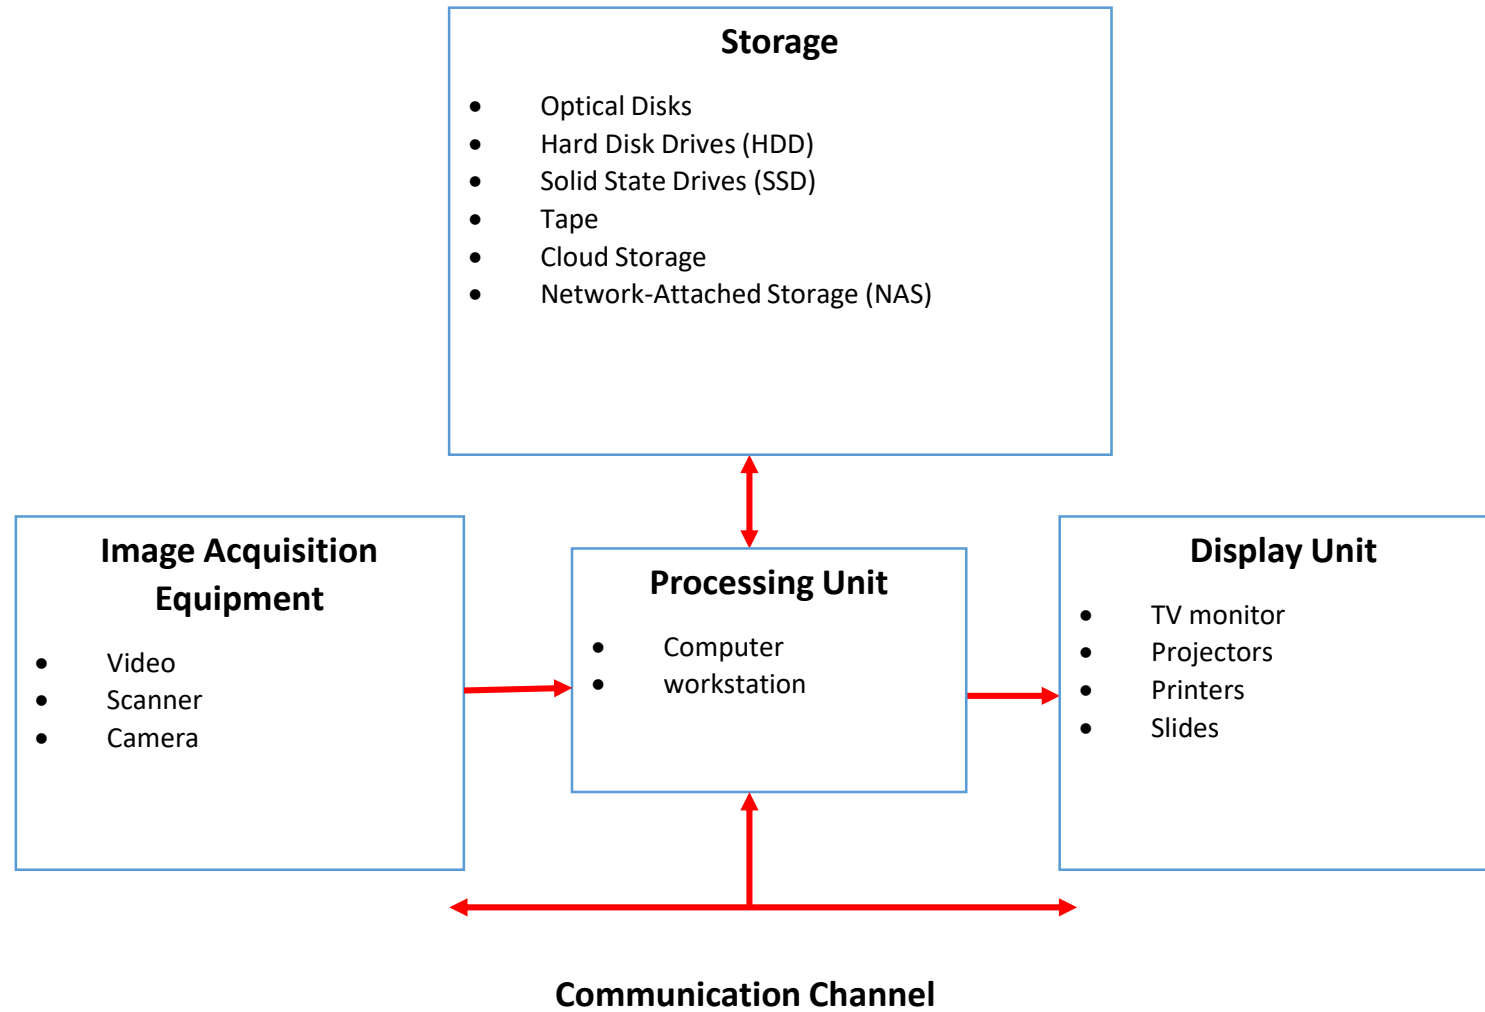 Storage
• Optical Disks
• Hard Disk Drives (HDD)
• Solid State Drives (SSD)
• Tape
• Cloud Storage
• Network-Attached Storage (NAS)
Image Acquisition
Equipment
• Video
• Scanner
• Camera
Processing Unit
• Computer
• workstation
Display Unit
• TV monitor
• Projectors
• Printers
• Slides
Communication Channel